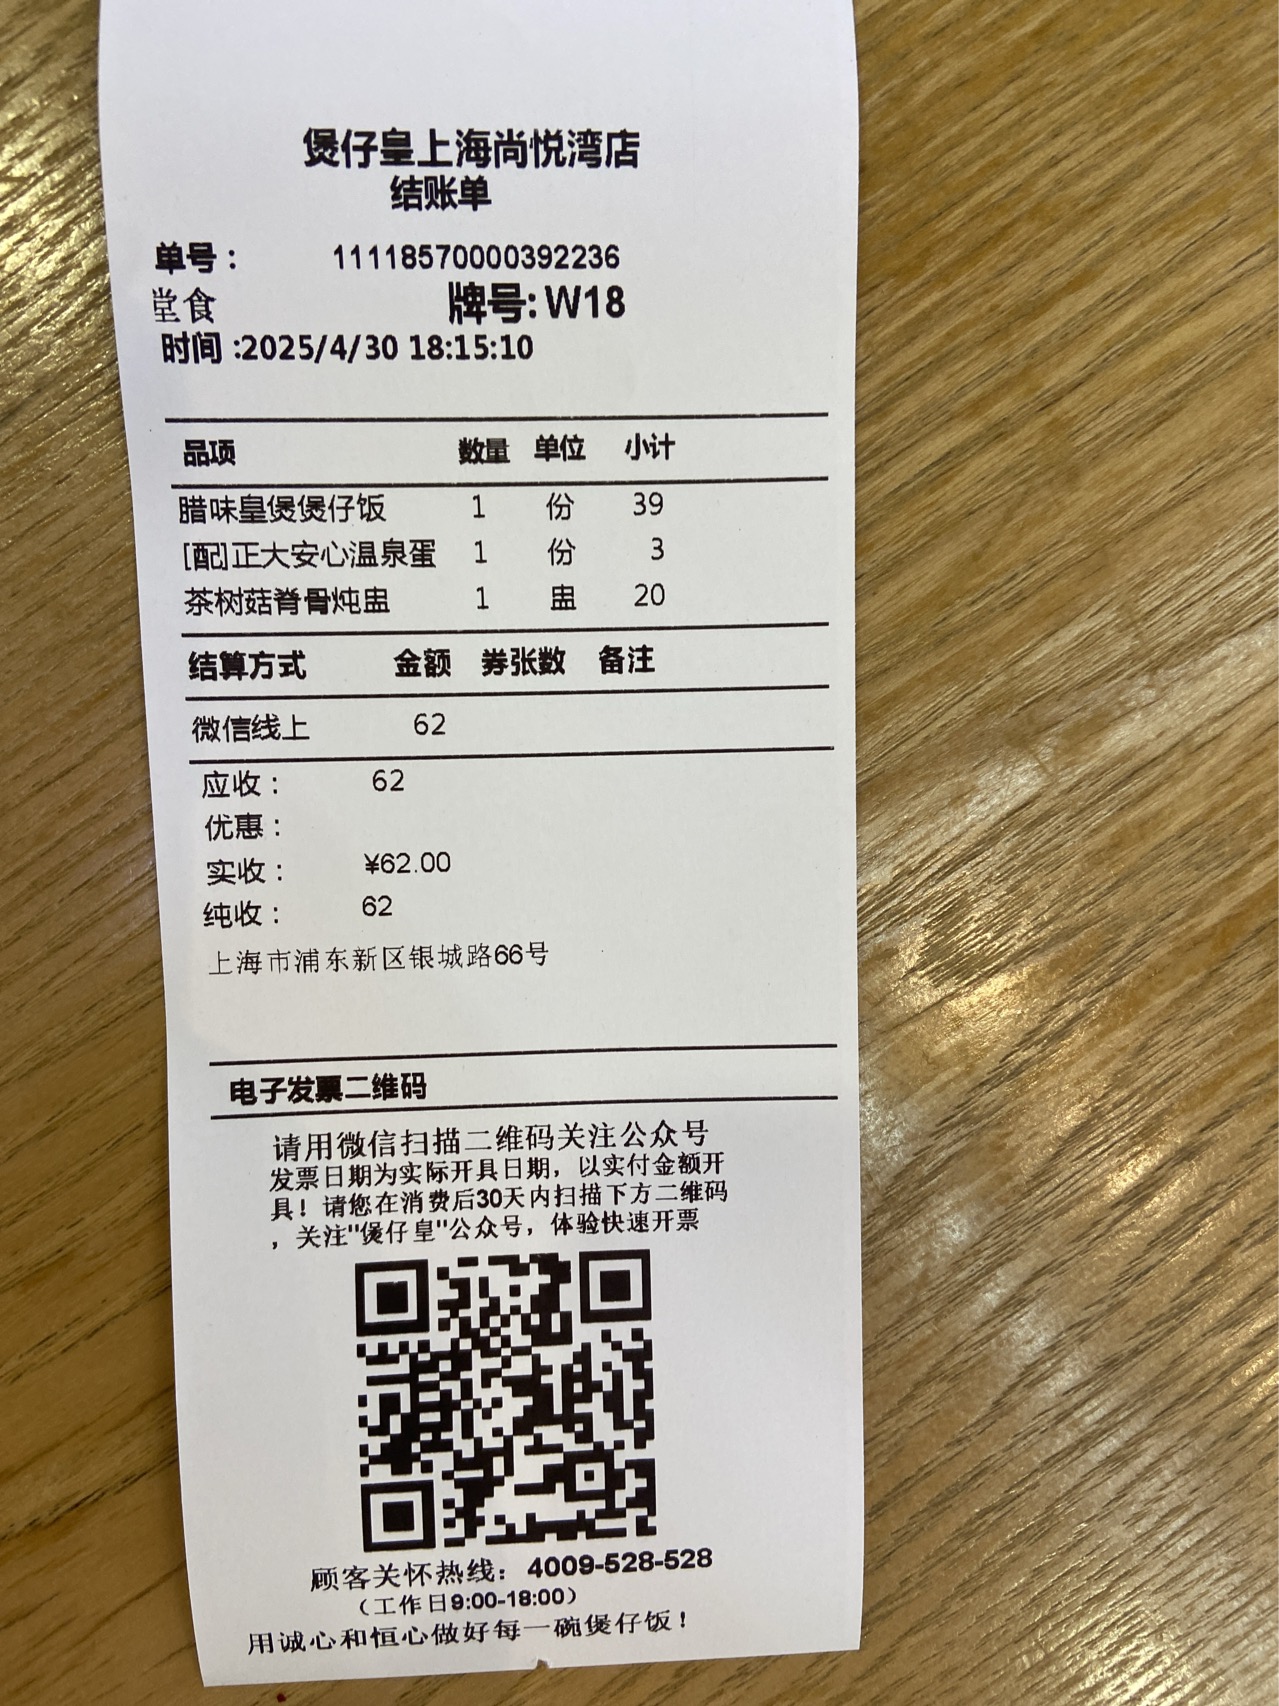 煲仔皇上海尚悦湾店
结账单
单号： 11118570000392236
堂食 牌号: W18
时间 :2025/4/30 18:15:10
品项 数量 单位 小计
腊味皇煲煲仔饭 1 份 39
[配]正大安心温泉蛋 1 份 3
茶树菇脊骨炖盅 1 盅 20
结算方式 金额 券张数 备注
微信线上 62
应收： 62
优惠：
实收： ¥62.00
纯收： 62
上海市浦东新区银城路66号
电子发票二维码
请用微信扫描二维码关注公众号
发票日期为实际开具日期，以实付金额开
具！请您在消费后30天内扫描下方二维码
，关注"煲仔皇"公众号，体验快速开票
顾客关怀热线：4009-528-528
（工作日9:00-18:00）
用诚心和恒心做好每一碗煲仔饭！